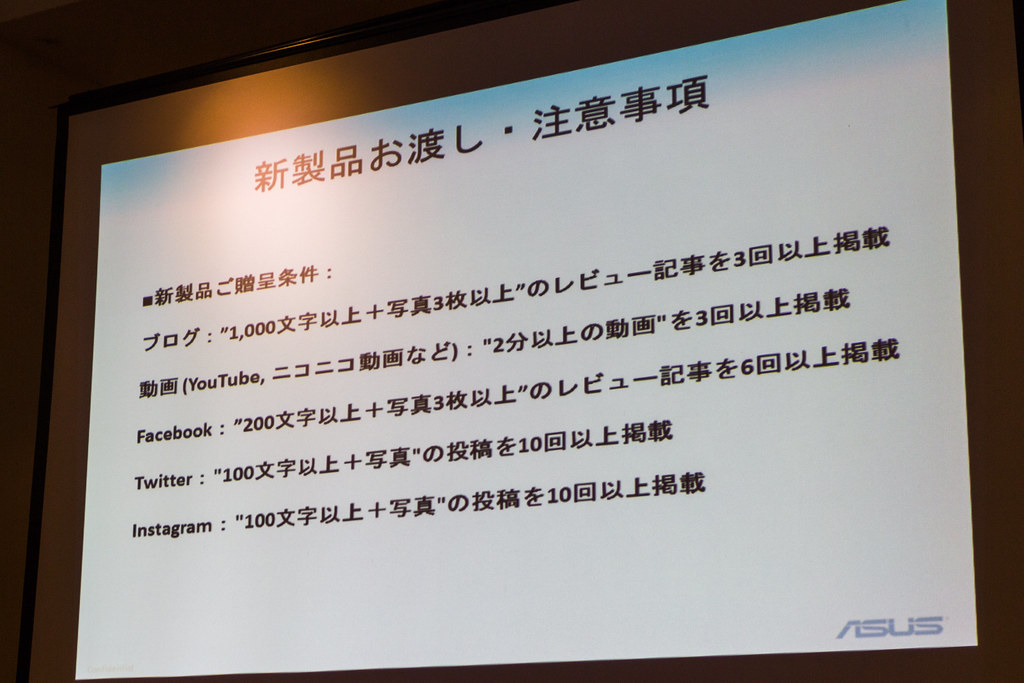 新製品お渡し・注意事項
■新製品ご贈呈条件：
ブログ：”1,000文字以上＋写真3枚以上”のレビュー記事を3回以上掲載
動画(YouTube, ニコニコ動画など)："2分以上の動画"を3回以上掲載
Facebook：”200文字以上＋写真3枚以上”のレビュー記事を6回以上掲載
Twitter："100文字以上＋写真"の投稿を10回以上掲載
Instagram："100文字以上＋写真"の投稿を10回以上掲載
ASUS
Confidential